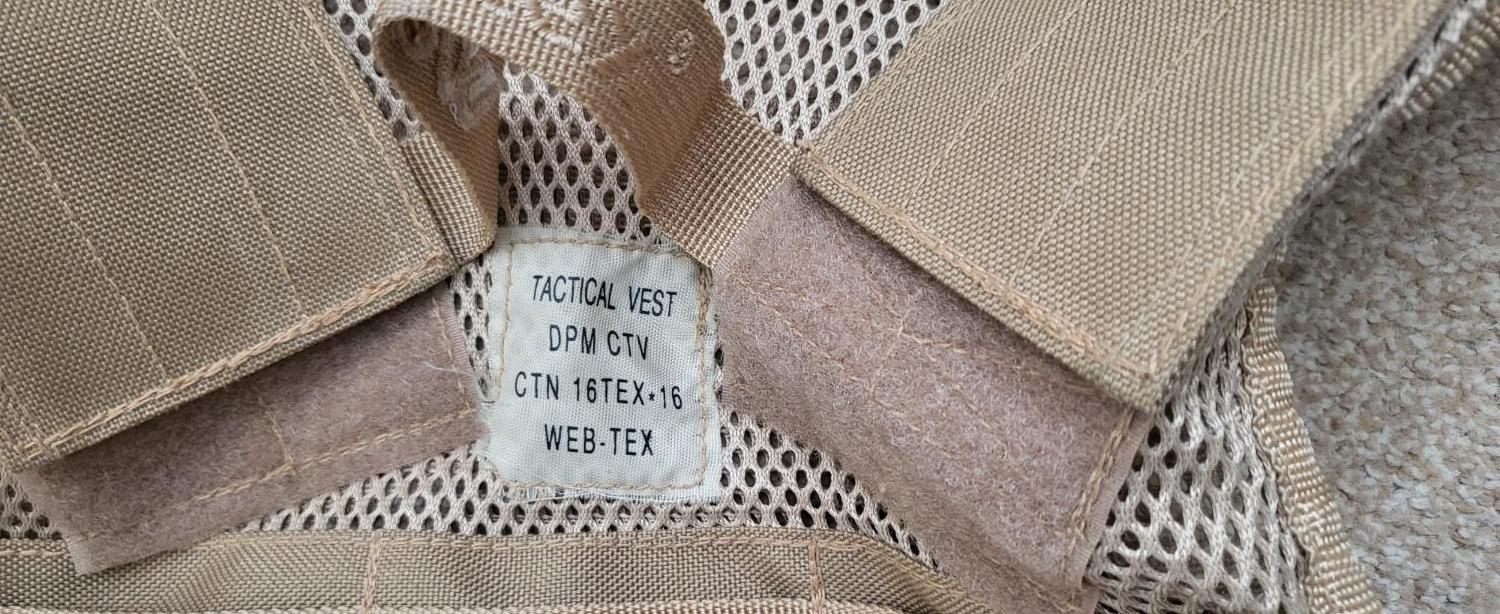 TACTICAL VEST
DPM CTV
CTN 16TEX*16
WEB-TEX